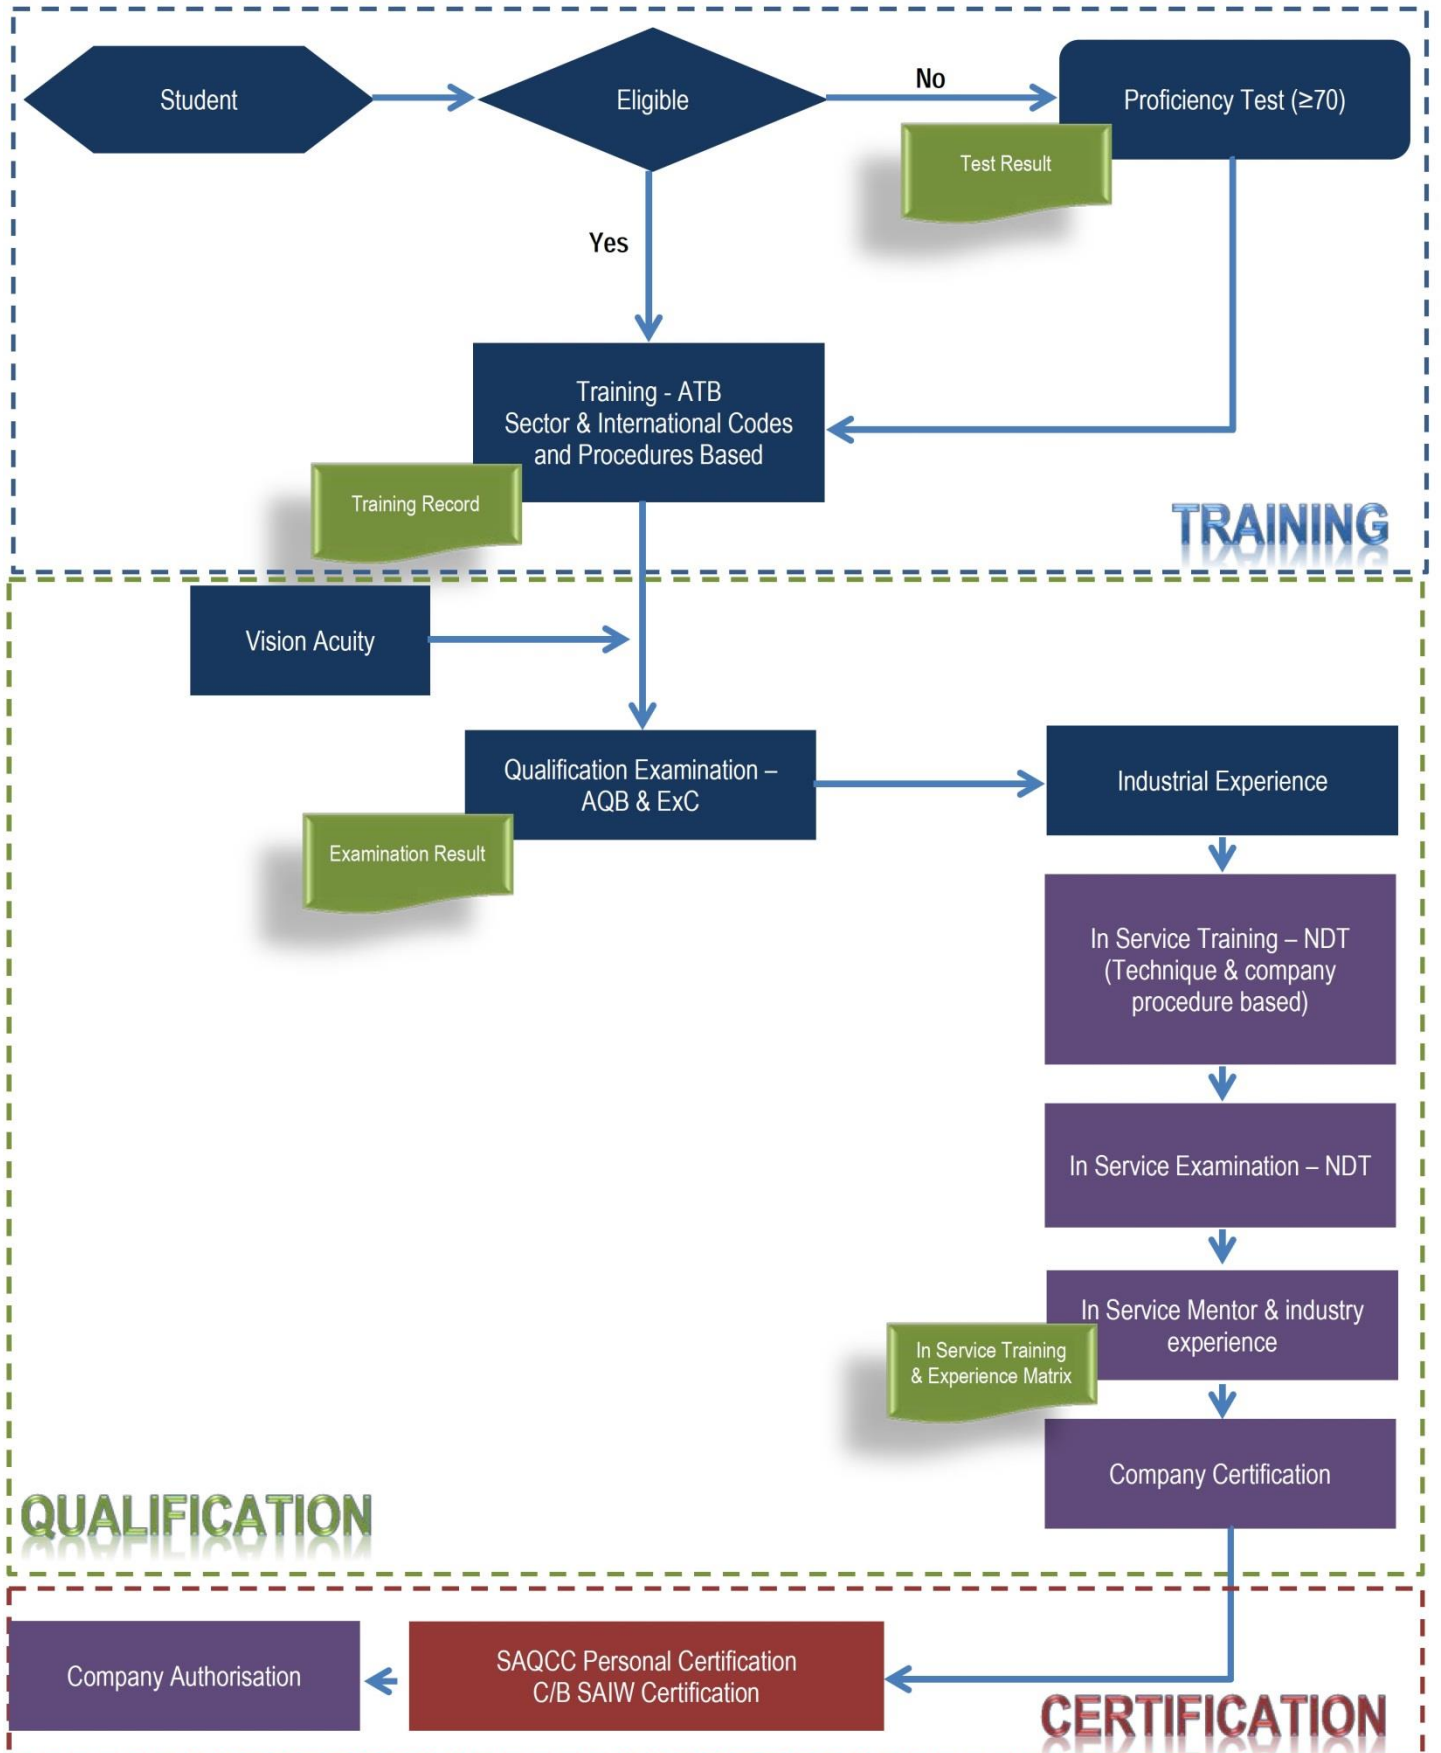 Student
Eligible
No
Proficiency Test (≥70)
Test Result
Yes
Training - ATB
Sector & International Codes
and Procedures Based
Training Record
TRAINING
Vision Acuity
Qualification Examination –
AQB & ExC
Examination Result
Industrial Experience
In Service Training – NDT
(Technique & company
procedure based)
In Service Examination – NDT
In Service Mentor & industry
experience
In Service Training
& Experience Matrix
Company Certification
QUALIFICATION
Company Authorisation
SAQCC Personal Certification
C/B SAIW Certification
CERTIFICATION